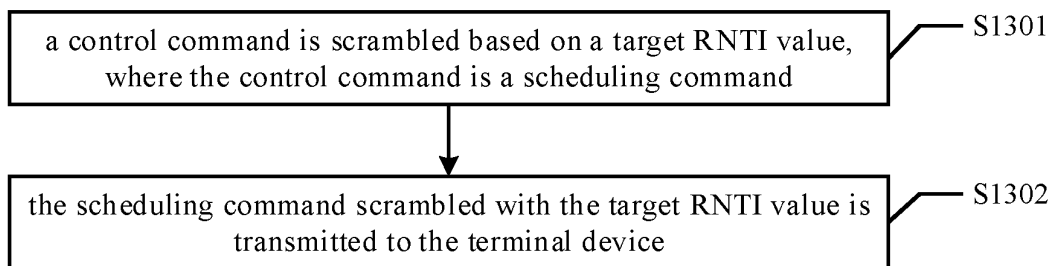 a control command is scrambled based on a target RNTI value,
where the control command is a scheduling command
S1301
the scheduling command scrambled with the target RNTI value is
transmitted to the terminal device
S1302